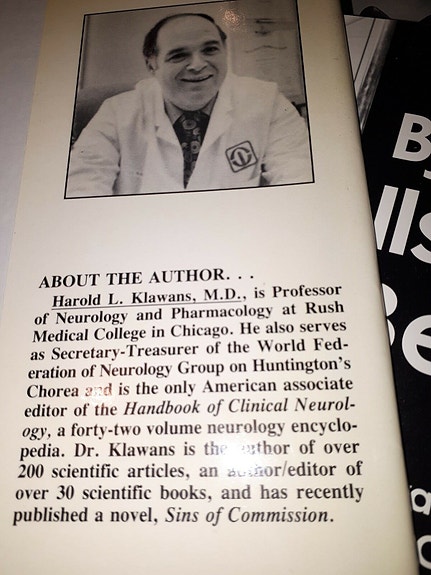 ABOUT THE AUTHOR. . .
Harold L. Klawans, M.D., is Professor
of Neurology and Pharmacology at Rush
Medical College in Chicago. He also serves
as Secretary-Treasurer of the World Fed-
eration of Neurology Group on Huntington's
Chorea and is the only American associate
editor of the Handbook of Clinical Neurol-
ogy, a forty-two volume neurology encyclo-
pedia. Dr. Klawans is the author of over
200 scientific articles, an author/editor of
over 30 scientific books, and has recently
published a novel, Sins of Commission.